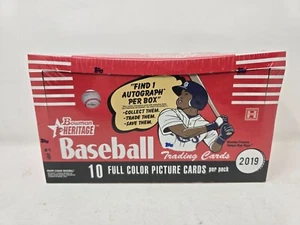 "FIND 1
AUTOGRAPH
PER BOX"
-COLLECT THEM.
-TRADE THEM.
-SAVE THEM.
Bowman
HERITAGE
H
Baseball
Trading Cards
2019
10 FULL COLOR PICTURE CARDS per pack